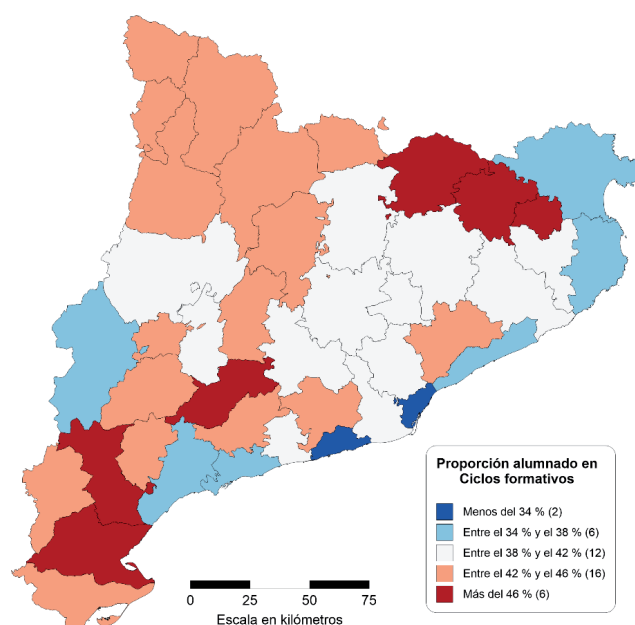 Proporción alumnado en
Ciclos formativos
Menos del 34 % (2)
Entre el 34 % y el 38 % (6)
Entre el 38 % y el 42 % (12)
Entre el 42 % y el 46 % (16)
Más del 46 % (6)
0 25 50 75
Escala en kilómetros